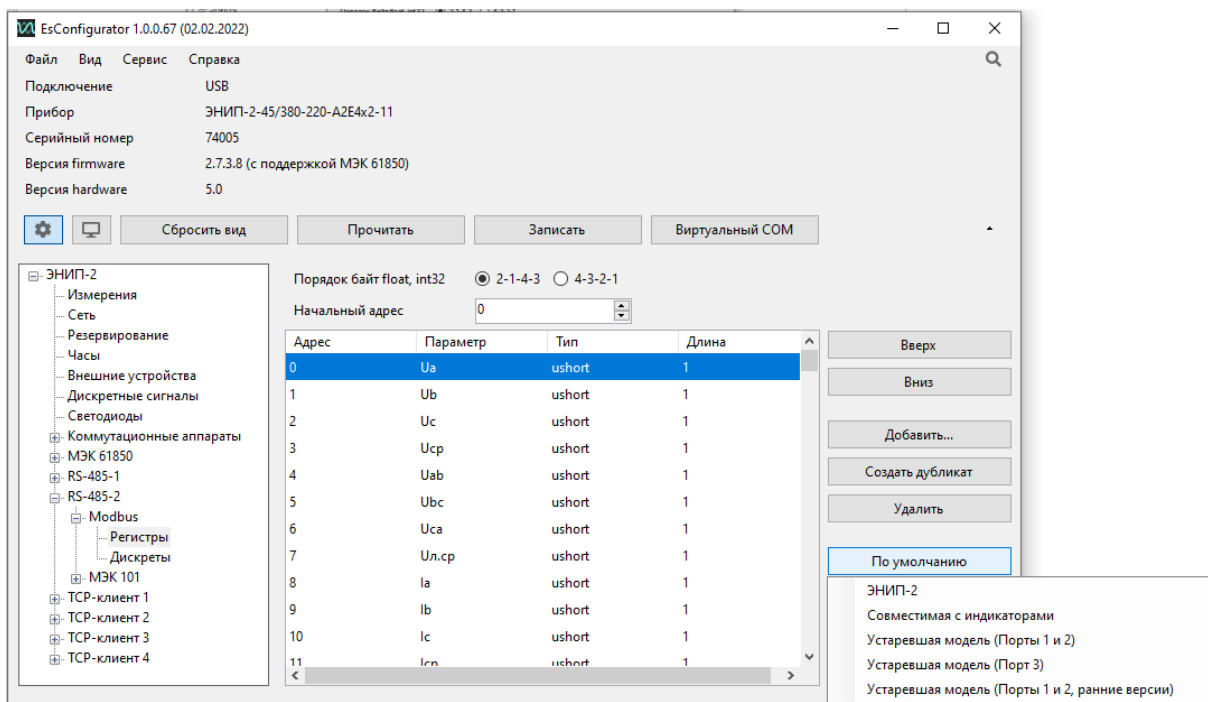 EsConfigurator 1.0.0.67 (02.02.2022)
Файл Вид Сервис Справка
Подключение USB
Прибор ЭНИП-2-45/380-220-A2E4x2-11
Серийный номер 74005
Версия firmware 2.7.3.8 (с поддержкой МЭК 61850)
Версия hardware 5.0
Сбросить вид Прочитать Записать Виртуальный COM
ЭНИП-2
Измерения
Сеть
Резервирование
Часы
Внешние устройства
Дискретные сигналы
Светодиоды
Коммутационные аппараты
МЭК 61850
RS-485-1
RS-485-2
Modbus
Регистры
Дискреты
МЭК 101
TCP-клиент 1
TCP-клиент 2
TCP-клиент 3
TCP-клиент 4
Порядок байт float, int32 2-1-4-3 4-3-2-1
Начальный адрес 0
Адрес Параметр Тип Длина
0 Ua ushort 1
1 Ub ushort 1
2 Uc ushort 1
3 Ucp ushort 1
4 Uab ushort 1
5 Ubc ushort 1
6 Uca ushort 1
7 Uл.ср ushort 1
8 Ia ushort 1
9 Ib ushort 1
10 Ic ushort 1
11 Icp ushort 1
Вверх
Вниз
Добавить...
Создать дубликат
Удалить
По умолчанию
ЭНИП-2
Совместимая с индикаторами
Устаревшая модель (Порты 1 и 2)
Устаревшая модель (Порт 3)
Устаревшая модель (Порты 1 и 2, ранние версии)